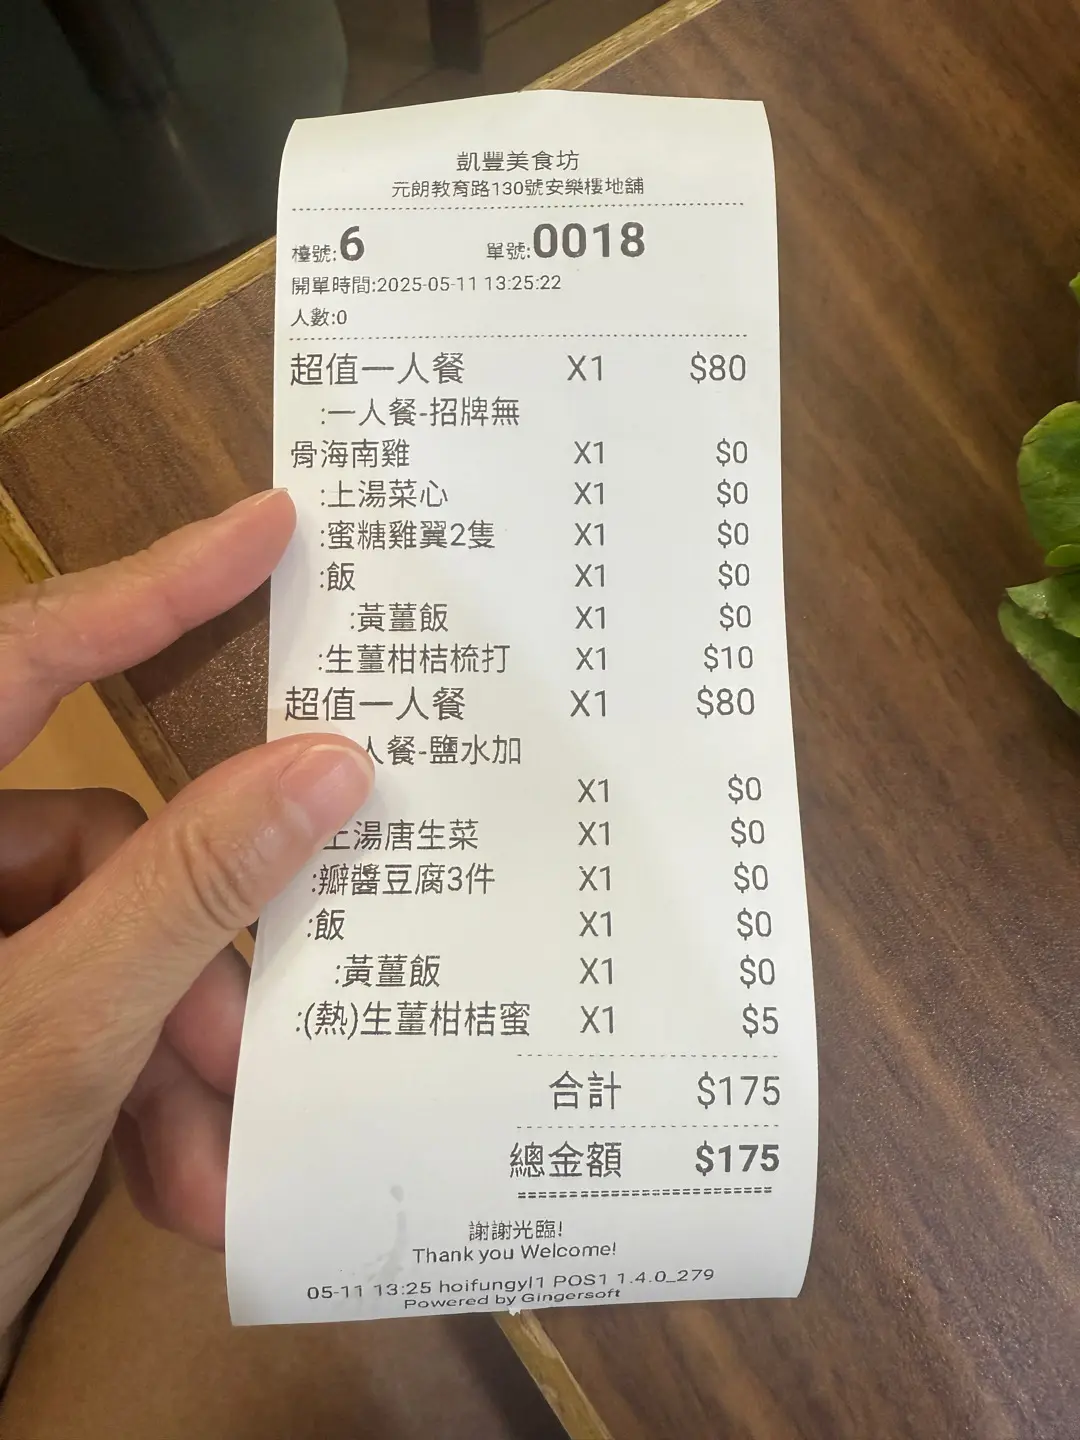 凱豐美食坊
元朗教育路130號安樂樓地舖
檯號:6 單號:0018
開單時間:2025-05-11 13:25:22
人數:0
超值一人餐 X1 $80
:一人餐-招牌無
骨海南雞 X1 $0
:上湯菜心 X1 $0
:蜜糖雞翼2隻 X1 $0
:飯 X1 $0
:黃薑飯 X1 $0
:生薑柑桔梳打 X1 $10
超值一人餐 X1 $80
人餐-鹽水加
X1 $0
上湯唐生菜 X1 $0
:瓣醬豆腐3件 X1 $0
:飯 X1 $0
:黃薑飯 X1 $0
:(熱)生薑柑桔蜜 X1 $5
合計 $175
總金額 $175
謝謝光臨!
Thank you Welcome!
05-11 13:25 hoifungyl1 POS1 1.4.0_279
Powered by Gingersoft